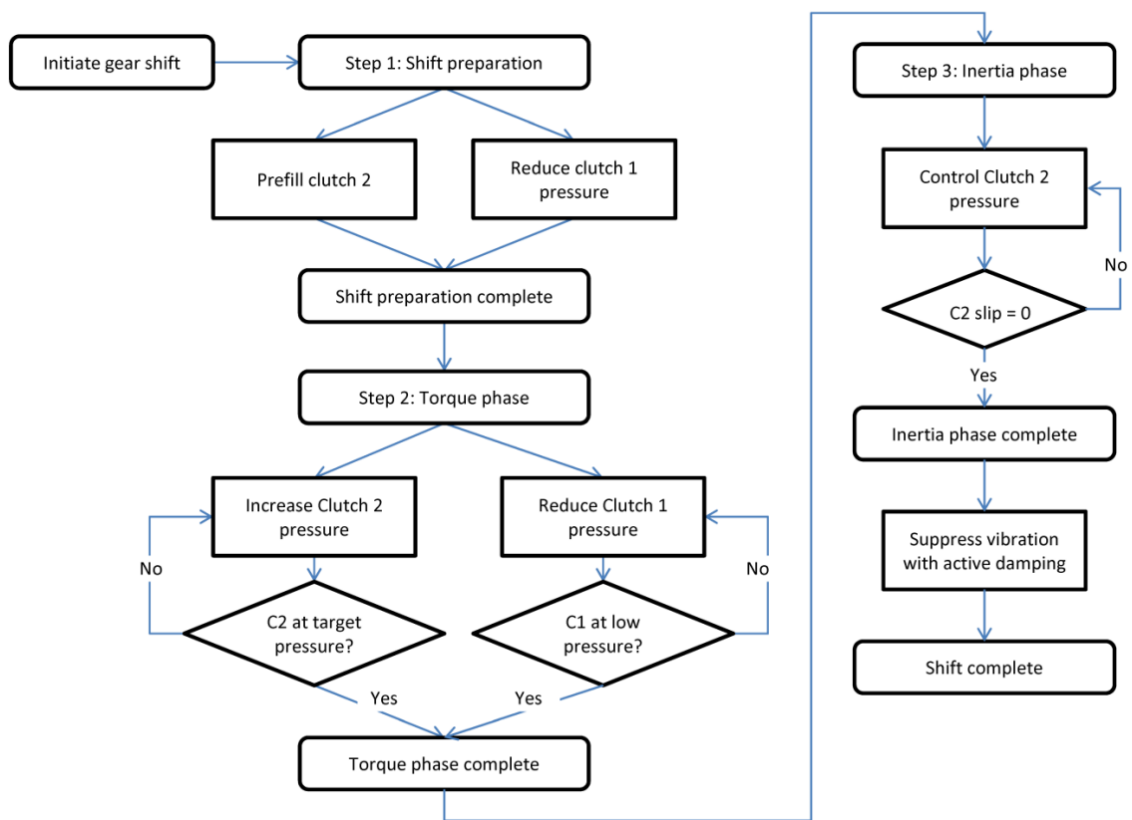 Initiate gear shift
Step 1: Shift preparation
Prefill clutch 2
Reduce clutch 1
pressure
Shift preparation complete
Step 2: Torque phase
Increase Clutch 2
pressure
Reduce Clutch 1
pressure
No
No
C2 at target
pressure?
C1 at low
pressure?
Yes
Yes
Torque phase complete
Step 3: Inertia phase
Control Clutch 2
pressure
No
C2 slip = 0
Yes
Inertia phase complete
Suppress vibration
with active damping
Shift complete